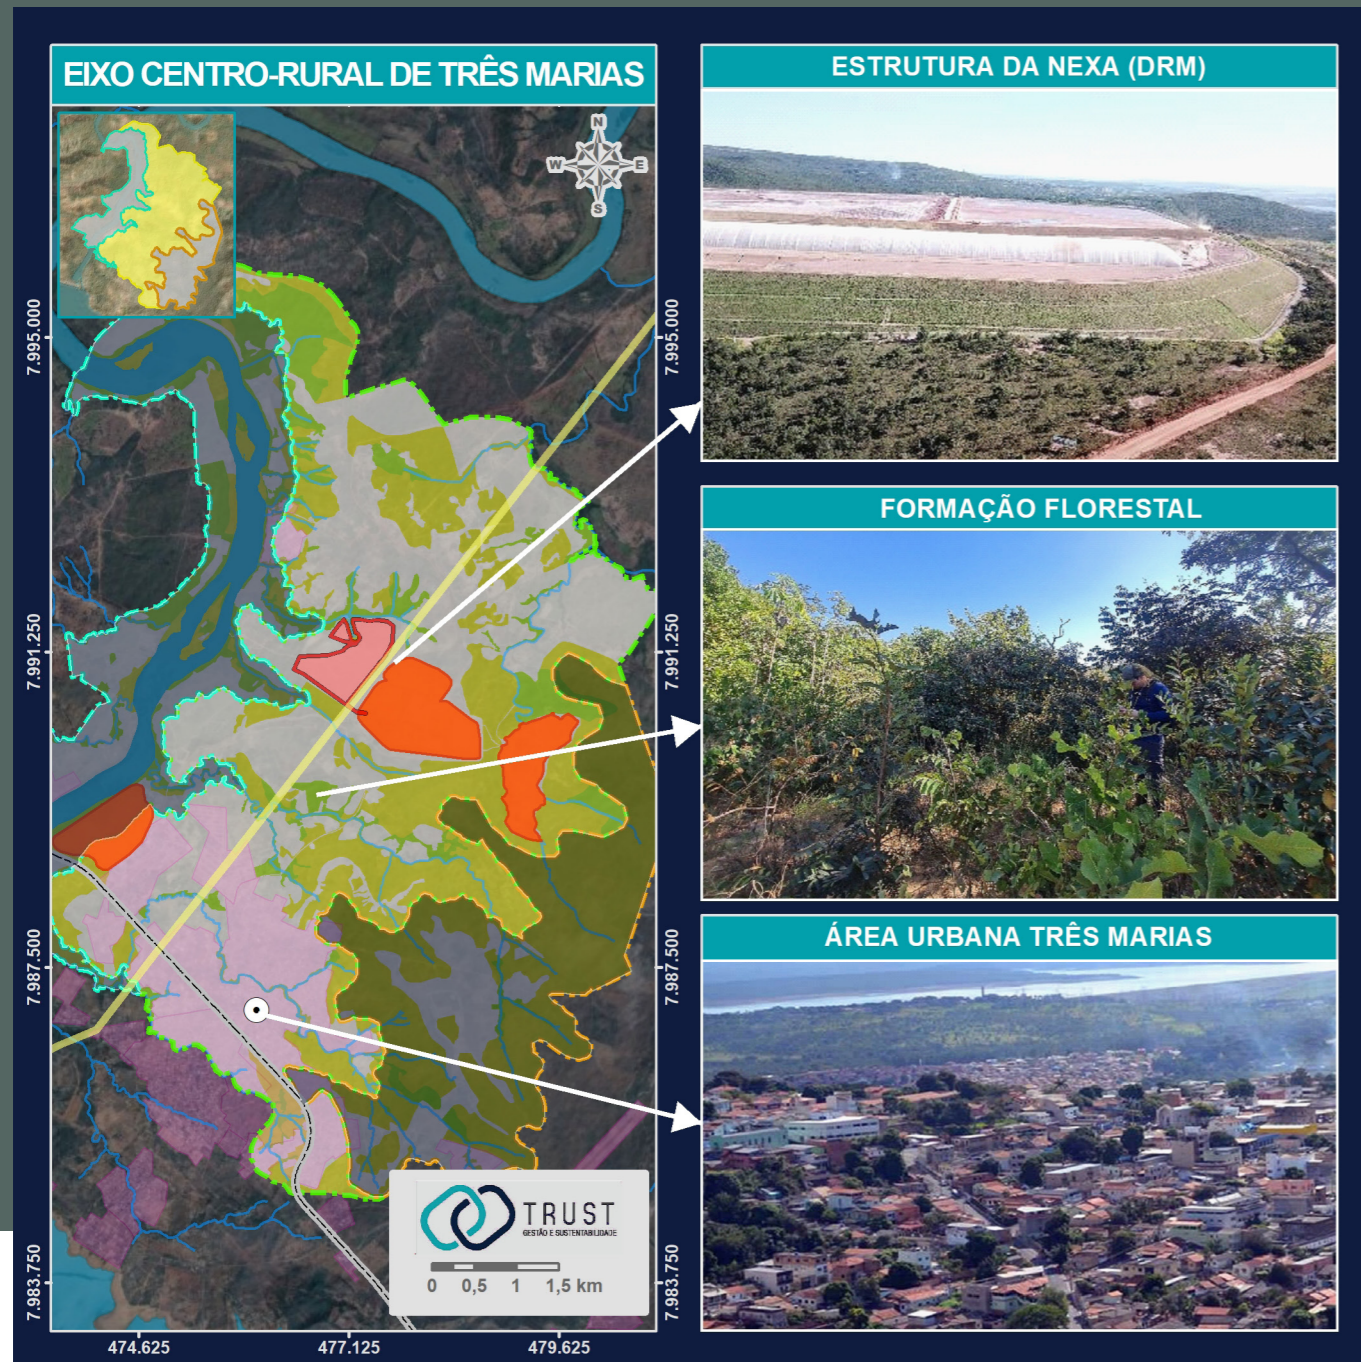 EIXO CENTRO-RURAL DE TRÊS MARIAS
N
W E
S
7.995.000
7.995.000
7.991.250
7.991.250
7.987.500
7.987.500
7.983.750
7.983.750
TRUST
GESTÃO E SUSTENTABILIDADE
0 0,5 1 1,5 km
474.625 477.125 479.625
ESTRUTURA DA NEXA (DRM)
FORMAÇÃO FLORESTAL
ÁREA URBANA TRÊS MARIAS